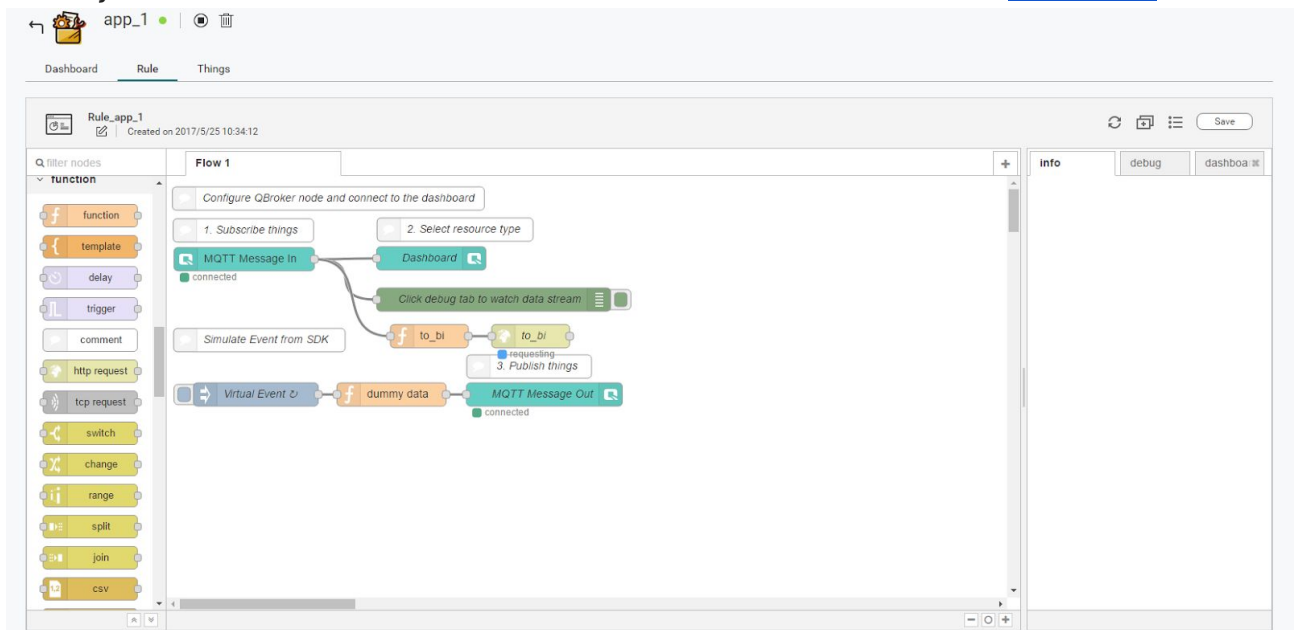 app_1
Dashboard Rule Things
Rule_app_1
Created on 2017/5/25 10:34:12
Save
filter nodes
Flow 1
info
debug
dashboa
function
function
template
delay
trigger
comment
http request
tcp request
switch
change
range
split
join
csv
Configure QBroker node and connect to the dashboard
1. Subscribe things
2. Select resource type
MQTT Message In
Dashboard
connected
Click debug tab to watch data stream
Simulate Event from SDK
to_bi
to_bi
requesting
3. Publish things
Virtual Event ↻
dummy data
MQTT Message Out
connected